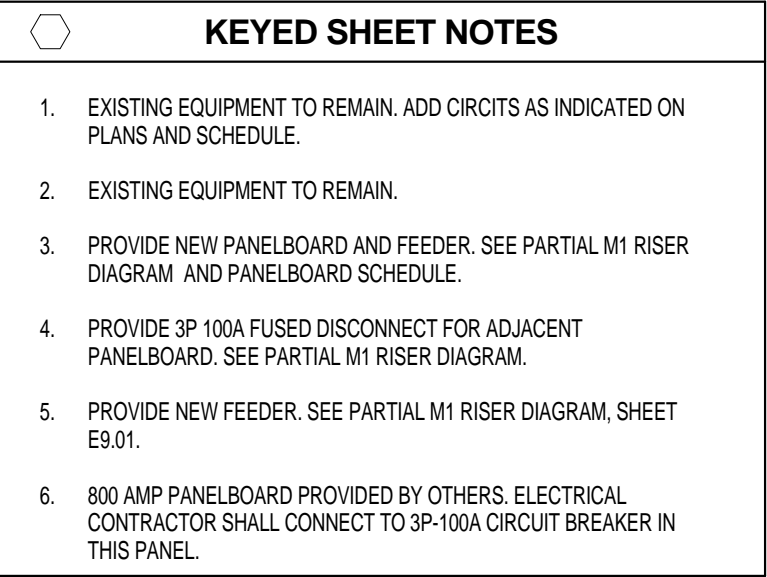 KEYED SHEET NOTES
1. EXISTING EQUIPMENT TO REMAIN. ADD CIRCITS AS INDICATED ON
PLANS AND SCHEDULE.
2. EXISTING EQUIPMENT TO REMAIN.
3. PROVIDE NEW PANELBOARD AND FEEDER. SEE PARTIAL M1 RISER
DIAGRAM AND PANELBOARD SCHEDULE.
4. PROVIDE 3P 100A FUSED DISCONNECT FOR ADJACENT
PANELBOARD. SEE PARTIAL M1 RISER DIAGRAM.
5. PROVIDE NEW FEEDER. SEE PARTIAL M1 RISER DIAGRAM, SHEET
E9.01.
6. 800 AMP PANELBOARD PROVIDED BY OTHERS. ELECTRICAL
CONTRACTOR SHALL CONNECT TO 3P-100A CIRCUIT BREAKER IN
THIS PANEL.